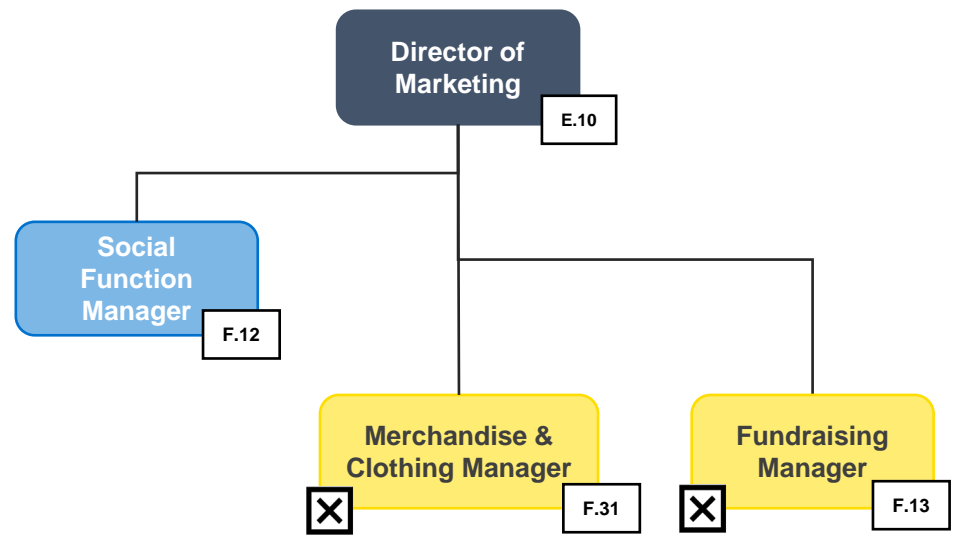 Director of
Marketing
E.10
Social
Function
Manager
F.12
Merchandise &
Clothing Manager
F.31
Fundraising
Manager
F.13